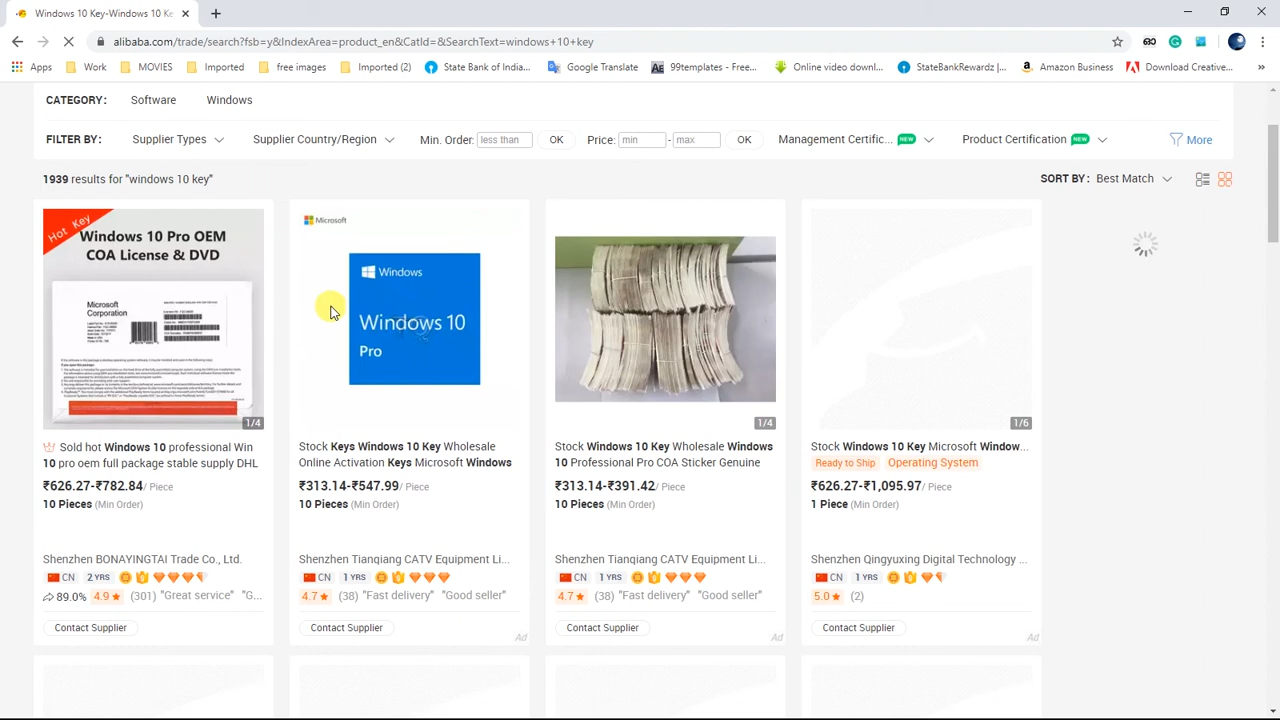 Windows 10 Key-Windows 10 Ke
alibaba.com/trade/search?fsb=y&IndexArea=product_en&CatId=&SearchText=windows+10+key
Apps Work MOVIES Imported free images Imported (2) State Bank of India... Google Translate 99templates - Free... Online video downl... StateBankRewardz |... Amazon Business Download Creative... »
CATEGORY: Software Windows
FILTER BY: Supplier Types Supplier Country/Region Min. Order: less than OK Price: min - max OK Management Certific... NEW Product Certification NEW More
1939 results for "windows 10 key"
SORT BY: Best Match
Hot Key
Windows 10 Pro OEM
COA License & DVD
Microsoft
Corporation
1/4
Microsoft
Windows
Windows 10
Pro
1/4
1/6
Sold hot Windows 10 professional Win
10 pro oem full package stable supply DHL
₹626.27-₹782.84/ Piece
10 Pieces (Min Order)
Shenzhen BONAYINGTAI Trade Co., Ltd.
CN 2 YRS
89.0% 4.9 (301) "Great service" "G...
Contact Supplier
Stock Keys Windows 10 Key Wholesale
Online Activation Keys Microsoft Windows
₹313.14-₹547.99/ Piece
10 Pieces (Min Order)
Shenzhen Tianqiang CATV Equipment Li...
CN 1 YRS
4.7 (38) "Fast delivery" "Good seller"
Contact Supplier
Ad
Stock Windows 10 Key Wholesale Windows
10 Professional Pro COA Sticker Genuine
₹313.14-₹391.42/ Piece
10 Pieces (Min Order)
Shenzhen Tianqiang CATV Equipment Li...
CN 1 YRS
4.7 (38) "Fast delivery" "Good seller"
Contact Supplier
Ad
Stock Windows 10 Key Microsoft Window...
Ready to Ship Operating System
₹626.27-₹1,095.97/ Piece
1 Piece (Min Order)
Shenzhen Qingyuxing Digital Technology ...
CN 1 YRS
5.0 (2)
Contact Supplier
Ad